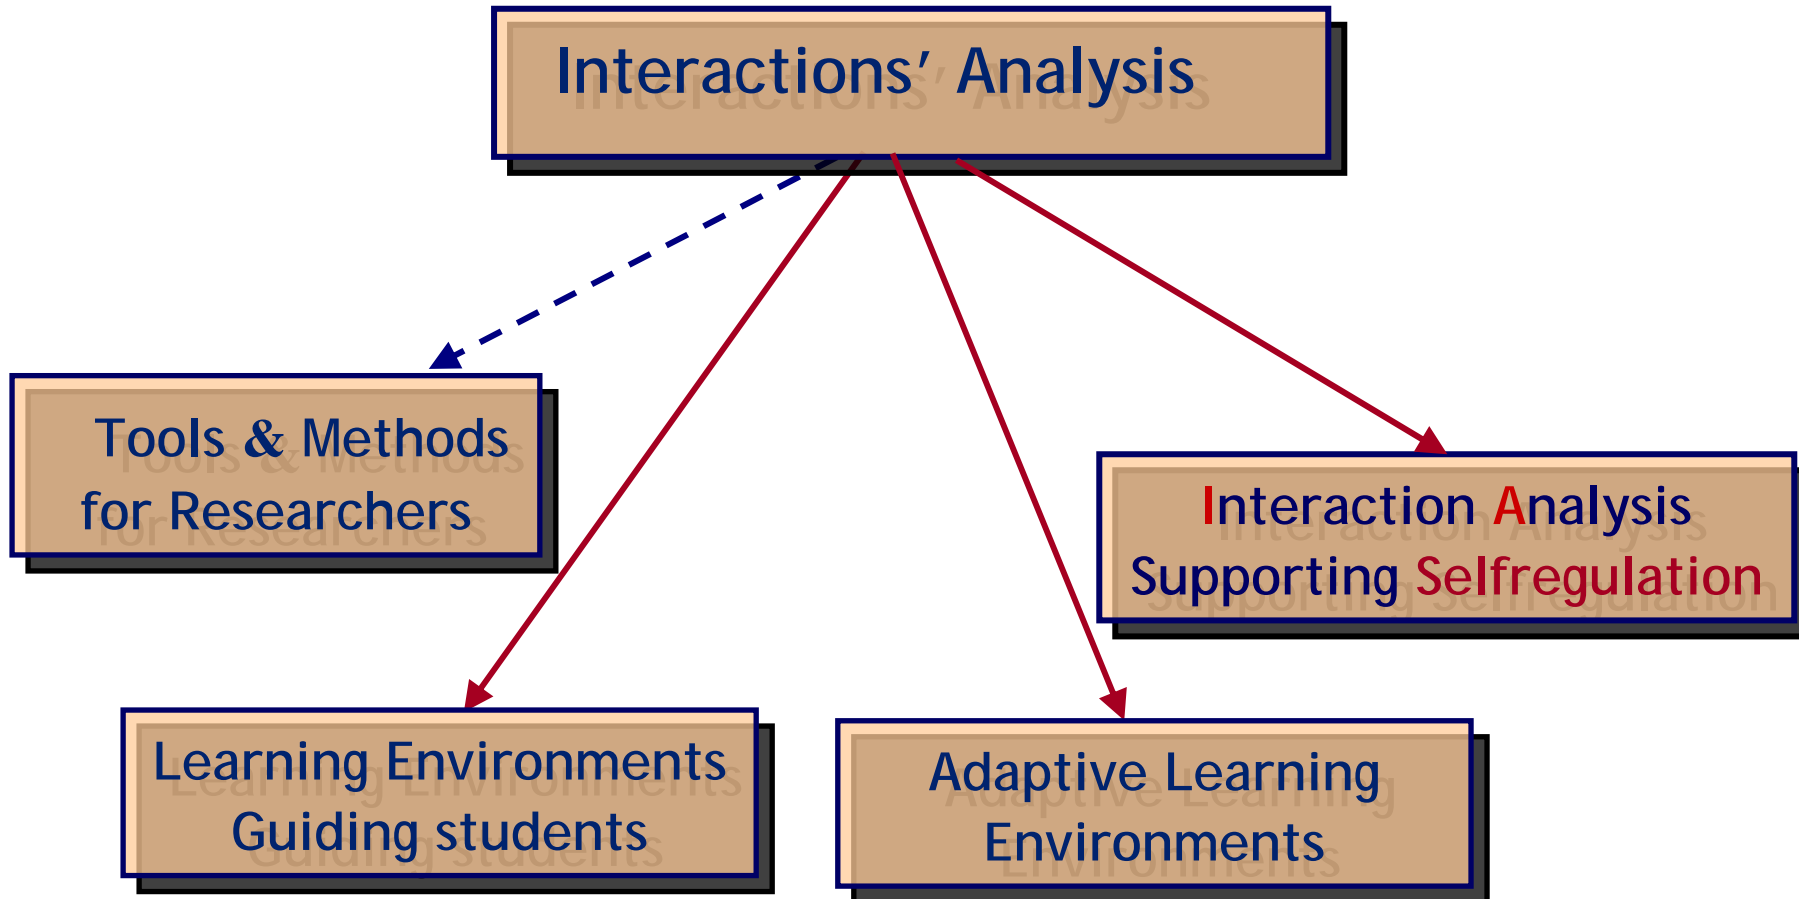 Interactions’ Analysis
Tools & Methods
for Researchers
Interaction Analysis
Supporting Selfregulation
Learning Environments
Guiding students
Adaptive Learning
Environments